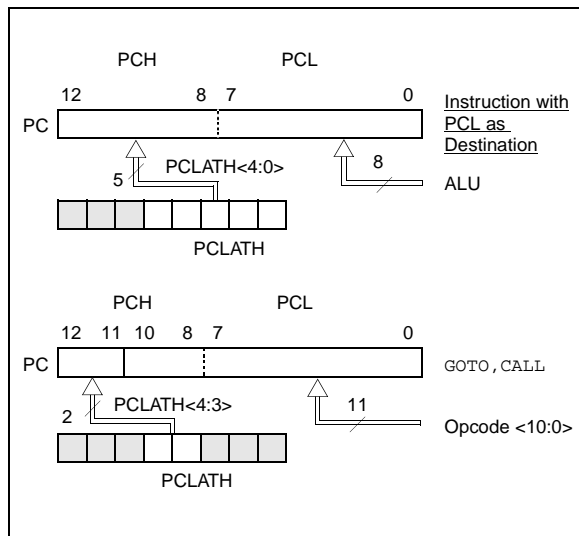 PCH PCL
12 8 7 0
PC
Instruction with
PCL as
Destination
5
PCLATH<4:0>
8
ALU
PCLATH
PCH PCL
12 11 10 8 7 0
PC
GOTO,CALL
2
PCLATH<4:3>
11
Opcode <10:0>
PCLATH